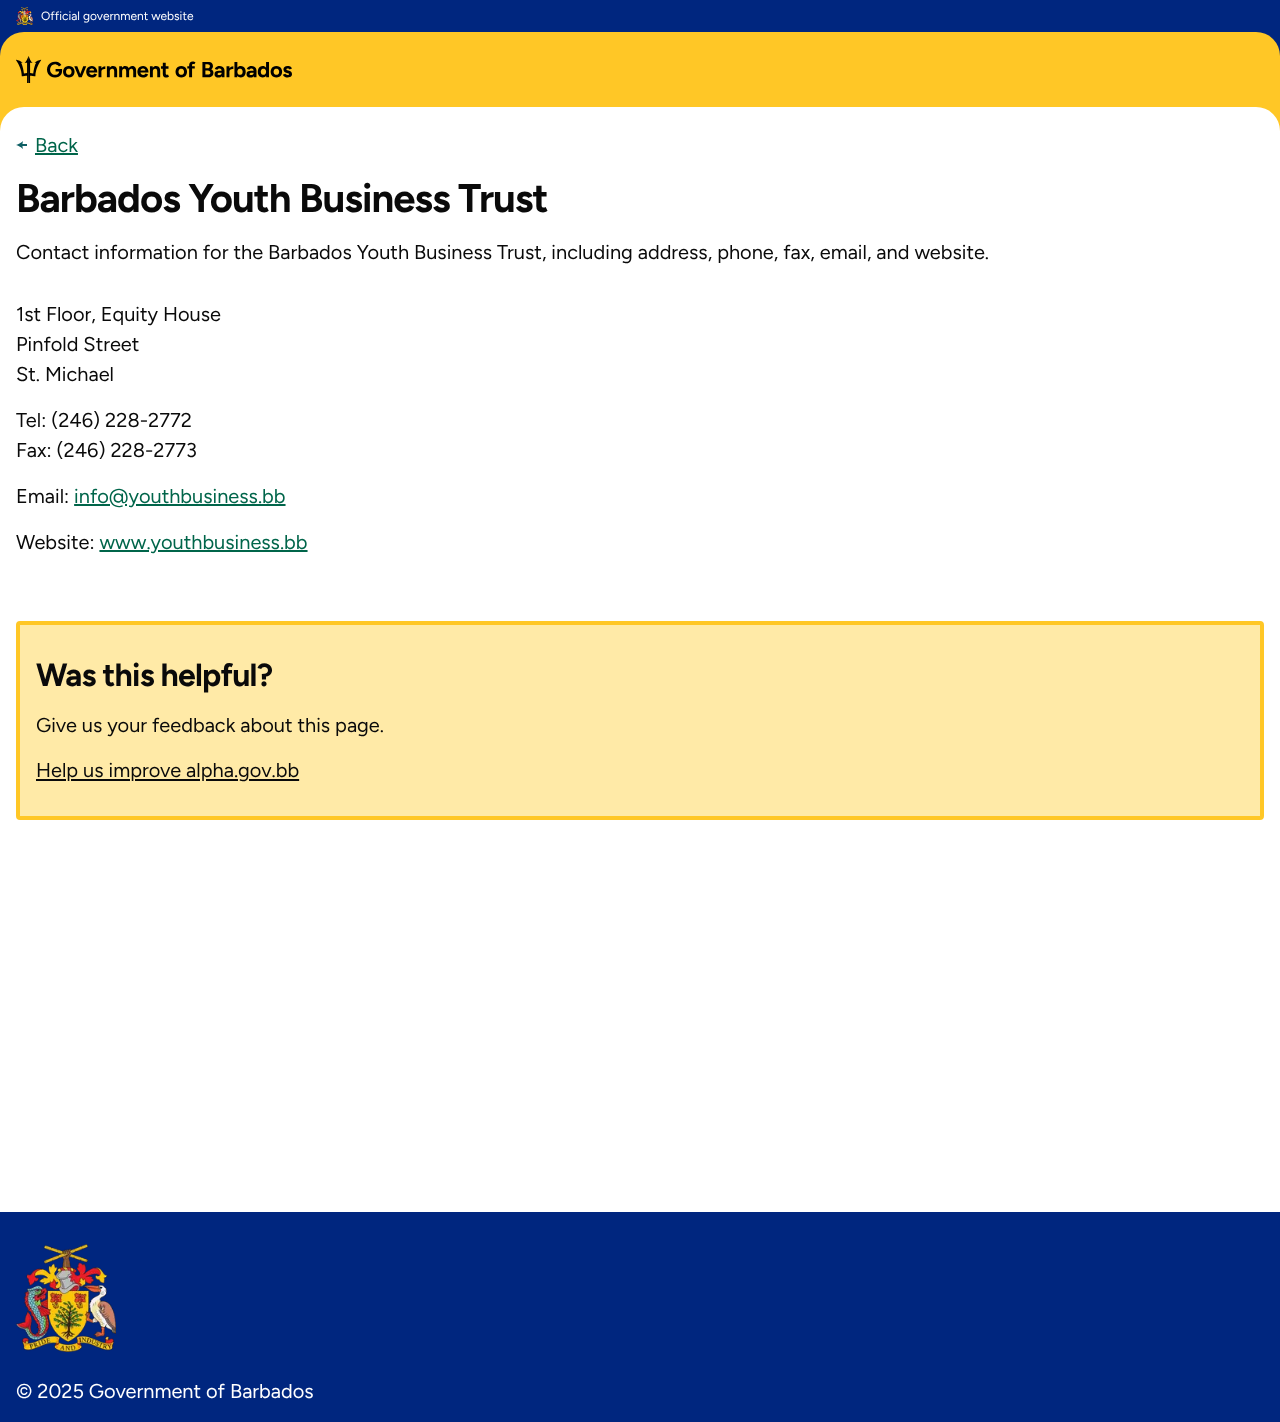 Official government website
Government of Barbados
Back
Barbados Youth Business Trust
Contact information for the Barbados Youth Business Trust, including address, phone, fax, email, and website.
1st Floor, Equity House
Pinfold Street
St. Michael
Tel: (246) 228-2772
Fax: (246) 228-2773
Email: info@youthbusiness.bb
Website: www.youthbusiness.bb
Was this helpful?
Give us your feedback about this page.
Help us improve alpha.gov.bb
PRIDE AND INDUSTRY
© 2025 Government of Barbados